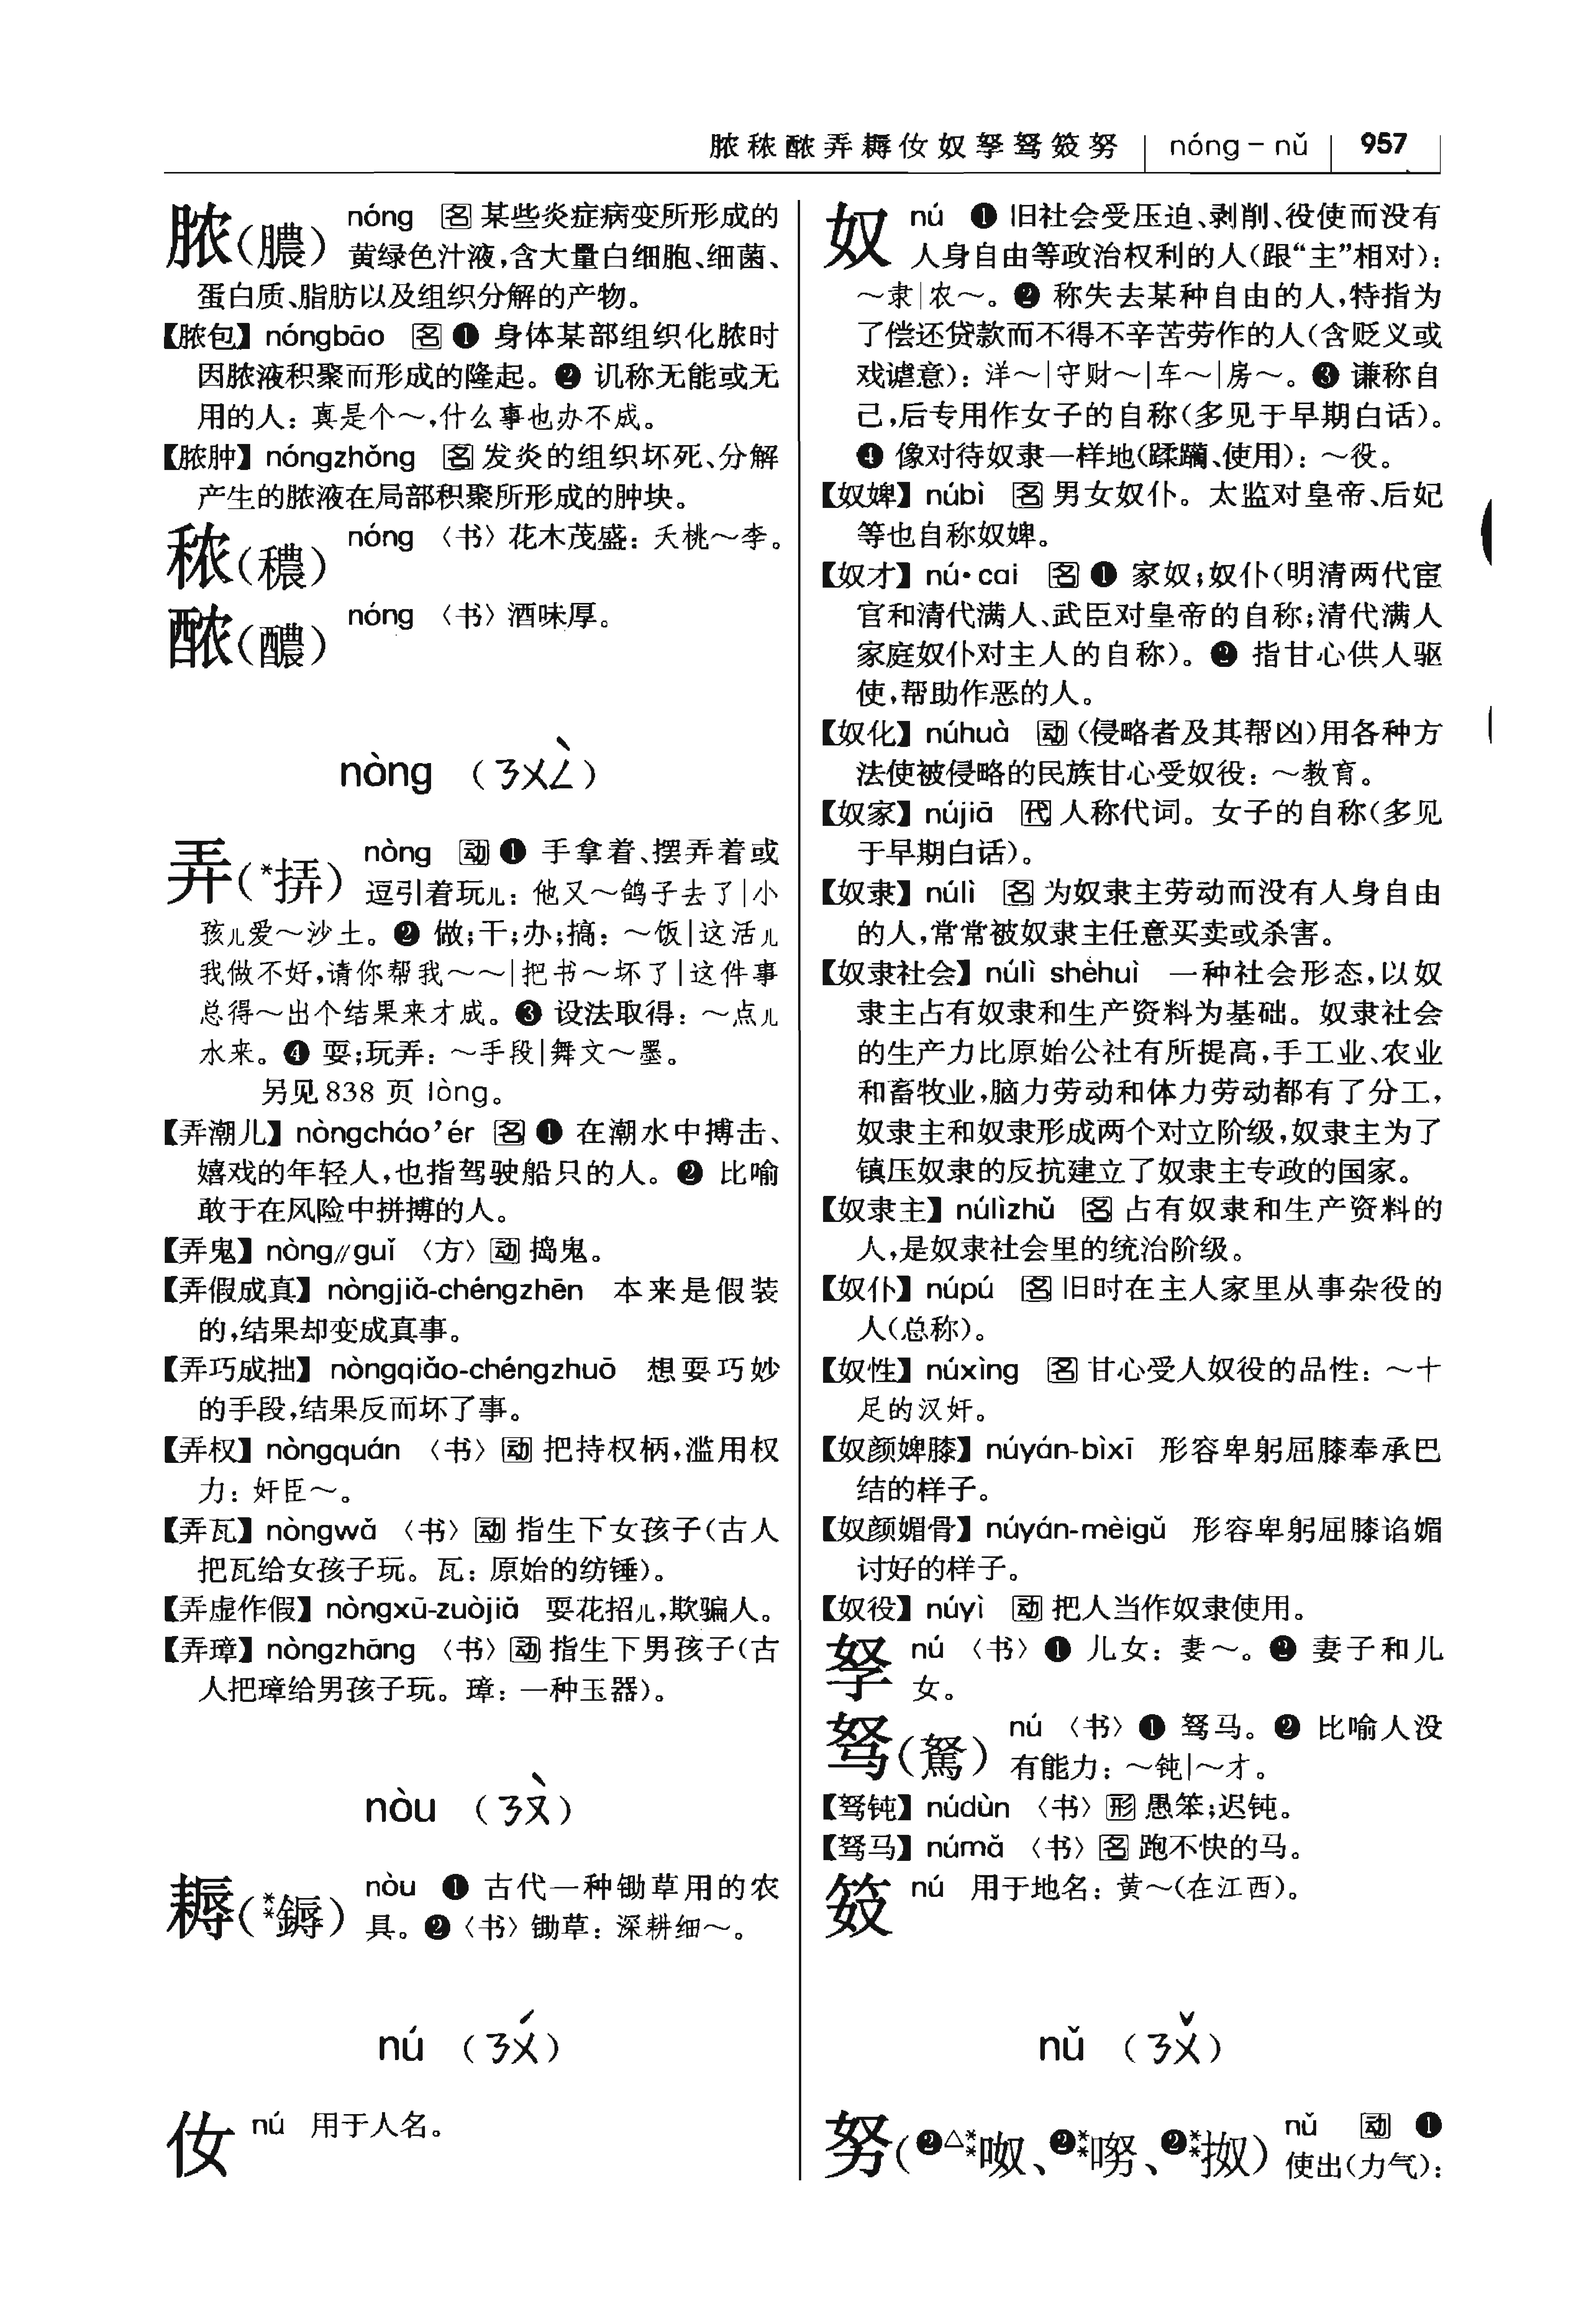 脓秾醲弄耨㐐奴孥驽笯努 nóng – nǔ 957
脓(膿) nóng 名 某些炎症病变所形成的
黄绿色汁液,含大量白细胞、细菌、
蛋白质、脂肪以及组织分解的产物。
【脓包】 nóngbāo 名 ❶ 身体某部组织化脓时
因脓液积聚而形成的隆起。❷ 讥称无能或无
用的人：真是个～,什么事也办不成。
【脓肿】 nóngzhǒng 名 发炎的组织坏死、分解
产生的脓液在局部积聚所形成的肿块。
秾(穠) nóng 〈书〉花木茂盛：夭桃～李。
醲(醲) nóng 〈书〉酒味厚。
nòng (ㄋㄨㄥˋ)
弄(*挵) nòng 动 ❶ 手拿着、摆弄着或
逗引着玩儿：他又～鸽子去了|小
孩儿爱～沙土。❷ 做;干;办;搞：～饭|这活儿
我做不好,请你帮我～～|把书～坏了|这件事
总得～出个结果来才成。❸ 设法取得：～点儿
水来。❹ 耍;玩弄：～手段|舞文～墨。
另见838 页 lòng。
【弄潮儿】 nòngcháo’ér 名 ❶ 在潮水中搏击、
嬉戏的年轻人,也指驾驶船只的人。❷ 比喻
敢于在风险中拼搏的人。
【弄鬼】 nòng//guǐ 〈方〉动 捣鬼。
【弄假成真】 nòngjiǎ-chéngzhēn 本来是假装
的,结果却变成真事。
【弄巧成拙】 nòngqiǎo-chéngzhuō 想耍巧妙
的手段,结果反而坏了事。
【弄权】 nòngquán 〈书〉动 把持权柄,滥用权
力：奸臣～。
【弄瓦】 nòngwǎ 〈书〉动 指生下女孩子(古人
把瓦给女孩子玩。瓦：原始的纺锤)。
【弄虚作假】 nòngxū-zuòjiǎ 耍花招儿,欺骗人。
【弄璋】 nòngzhāng 〈书〉动 指生下男孩子(古
人把璋给男孩子玩。璋：一种玉器)。
nòu (ㄋㄡˋ)
耨(**鎒) nòu ❶ 古代一种锄草用的农
具。❷〈书〉锄草：深耕细～。
nú (ㄋㄨˊ)
㐐 nú 用于人名。
奴 nú ❶ 旧社会受压迫、剥削、役使而没有
人身自由等政治权利的人(跟“主”相对)：
～隶|农～。❷ 称失去某种自由的人,特指为
了偿还贷款而不得不辛苦劳作的人(含贬义或
戏谑意)：洋～|守财～|车～|房～。❸ 谦称自
己,后专用作女子的自称(多见于早期白话)。
❹ 像对待奴隶一样地(蹂躏、使用)：～役。
【奴婢】 núbì 名 男女奴仆。太监对皇帝、后妃
等也自称奴婢。
【奴才】 nú•cai 名 ❶ 家奴;奴仆(明清两代宦
官和清代满人、武臣对皇帝的自称;清代满人
家庭奴仆对主人的自称)。❷ 指甘心供人驱
使,帮助作恶的人。
【奴化】 núhuà 动 (侵略者及其帮凶)用各种方
法使被侵略的民族甘心受奴役：～教育。
【奴家】 nújiā 代 人称代词。女子的自称(多见
于早期白话)。
【奴隶】 núlì 名 为奴隶主劳动而没有人身自由
的人,常常被奴隶主任意买卖或杀害。
【奴隶社会】 núlì shèhuì 一种社会形态,以奴
隶主占有奴隶和生产资料为基础。奴隶社会
的生产力比原始公社有所提高,手工业、农业
和畜牧业,脑力劳动和体力劳动都有了分工,
奴隶主和奴隶形成两个对立阶级,奴隶主为了
镇压奴隶的反抗建立了奴隶主专政的国家。
【奴隶主】 núlìzhǔ 名 占有奴隶和生产资料的
人,是奴隶社会里的统治阶级。
【奴仆】 núpú 名 旧时在主人家里从事杂役的
人(总称)。
【奴性】 núxìng 名 甘心受人奴役的品性：～十
足的汉奸。
【奴颜婢膝】 núyán-bìxī 形容卑躬屈膝奉承巴
结的样子。
【奴颜媚骨】 núyán-mèigǔ 形容卑躬屈膝谄媚
讨好的样子。
【奴役】 núyì 动 把人当作奴隶使用。
孥 nú 〈书〉❶ 儿女：妻～。❷ 妻子和儿
女。
驽(駑) nú 〈书〉❶ 驽马。❷ 比喻人没
有能力：～钝|～才。
【驽钝】 núdùn 〈书〉形 愚笨;迟钝。
【驽马】 númǎ 〈书〉名 跑不快的马。
笯 nú 用于地名：黄～(在江西)。
nǔ (ㄋㄨˇ)
努(❷△**呶、❷**㗉、❷**㧅) nǔ 动 ❶
使出(力气)：